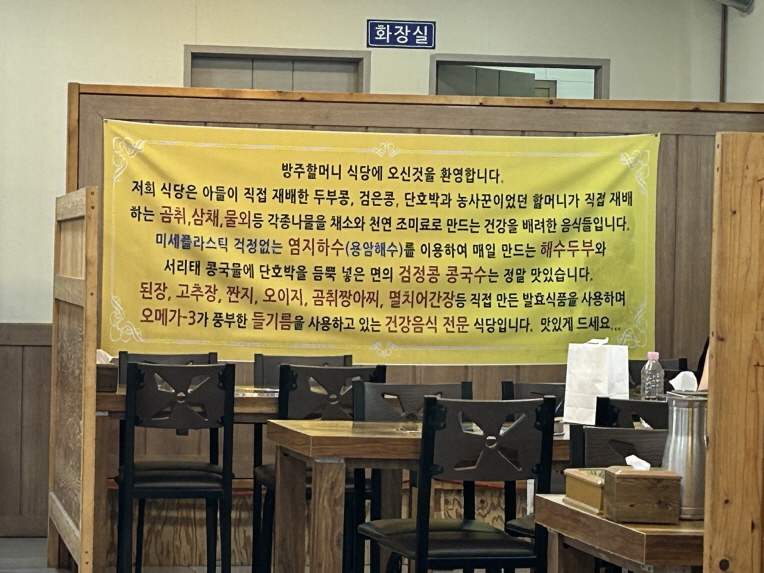 화장실
방주할머니 식당에 오신것을 환영합니다.
저희 식당은 아들이 직접 재배한 두부콩, 검은콩, 단호박과 농사꾼이었던 할머니가 직접 재배
하는 곰취,삼채,물외등 각종나물을 채소와 천연 조미료로 만드는 건강을 배려한 음식들입니다.
미세플라스틱 걱정없는 염지하수(용암해수)를 이용하여 매일 만드는 해수두부와
서리태 콩국물에 단호박을 듬뿍 넣은 면의 검정콩 콩국수는 정말 맛있습니다.
된장, 고추장, 짠지, 오이지, 곰취짱아찌, 멸치어간장등 직접 만든 발효식품을 사용하며
오메가-3가 풍부한 들기름을 사용하고 있는 건강음식 전문 식당입니다. 맛있게 드세요...